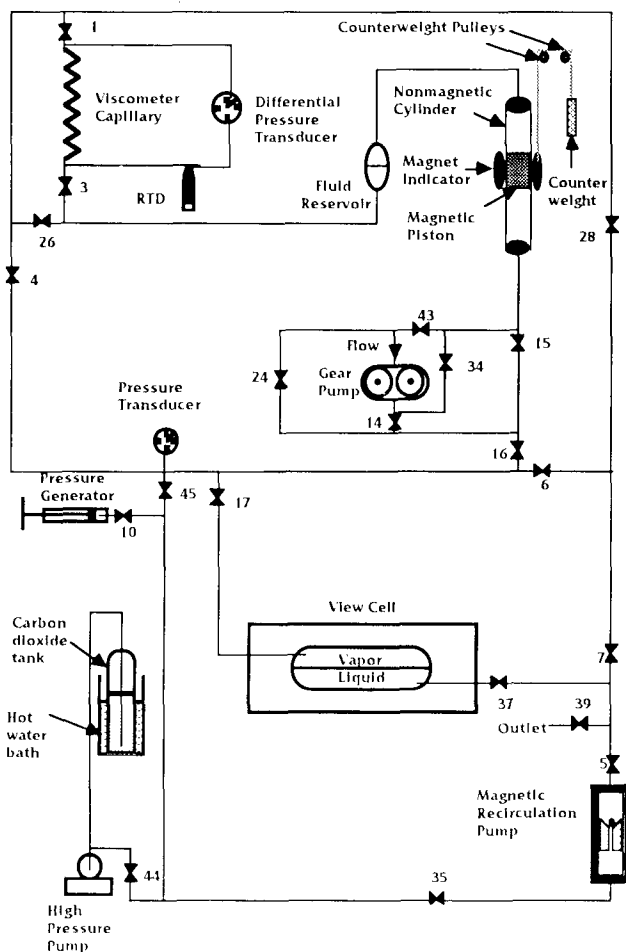 1
Counterweight Pulleys
Viscometer
Capillary
Differential
Pressure
Transducer
Nonmagnetic
Cylinder
3
RTD
Fluid
Reservoir
Magnet
Indicator
Magnetic
Piston
Counter
weight
26
28
4
43
15
Flow
34
24
Gear
Pump
14
Pressure
Transducer
16
6
Pressure
Generator
45
17
10
View Cell
Carbon
dioxide
tank
Vapor
Liquid
7
37
39
Outlet
Hot
water
bath
5
Magnetic
Recirculation
Pump
44
35
High
Pressure
Pump